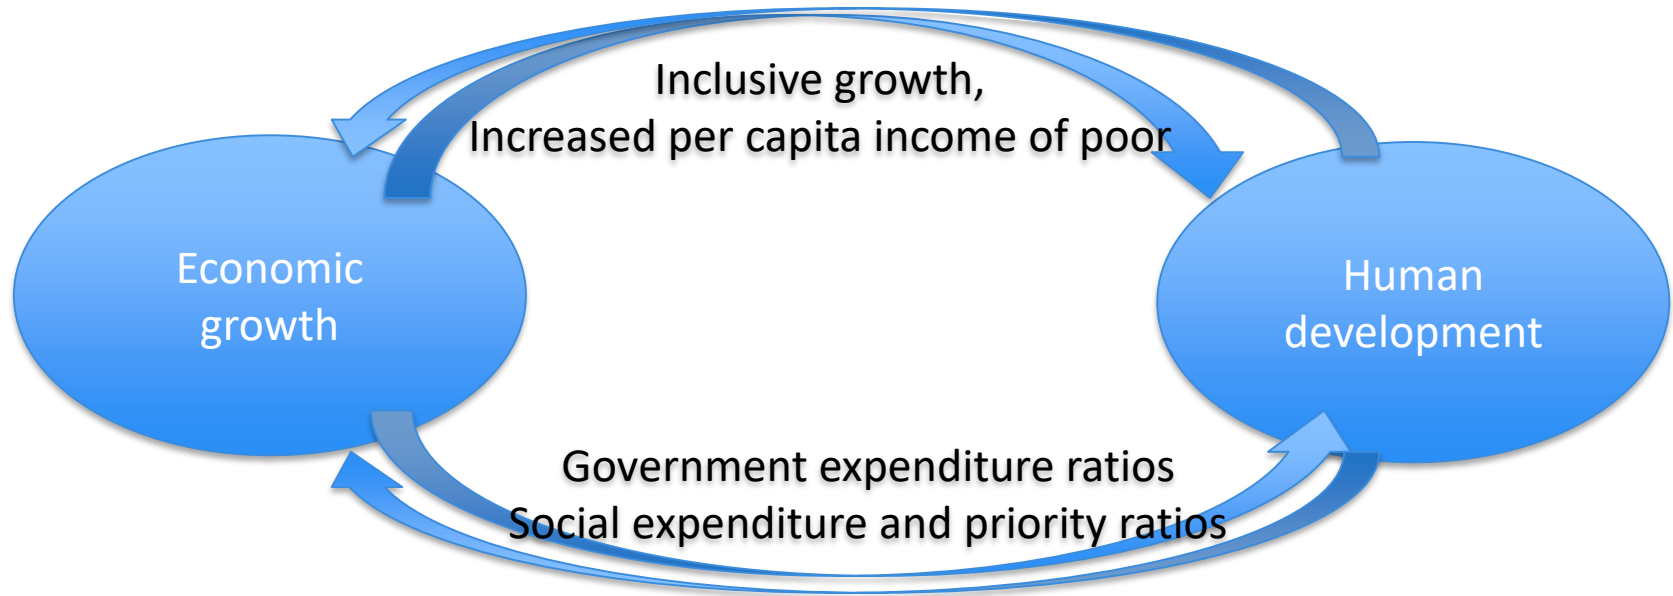 Inclusive growth,
Increased per capita income of poor
Economic
growth
Human
development
Government expenditure ratios
Social expenditure and priority ratios